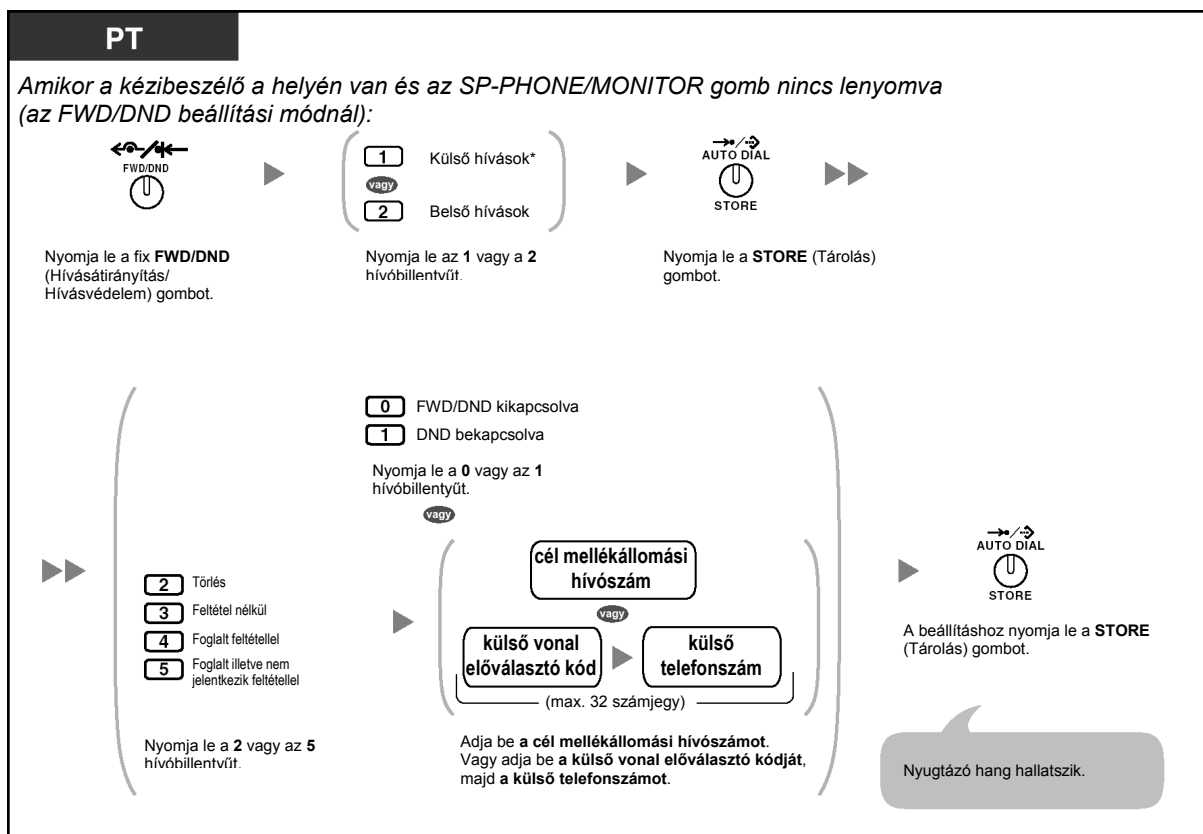 PT
Amikor a kézibeszélő a helyén van és az SP-PHONE/MONITOR gomb nincs lenyomva
(az FWD/DND beállítási módnál):
FWD/DND
Nyomja le a fix FWD/DND
(Hívásátirányítás/
Hívásvédelem) gombot.
1 Külső hívások*
vagy
2 Belső hívások
Nyomja le az 1 vagy a 2
hívóbillentyűt.
AUTO DIAL
STORE
Nyomja le a STORE (Tárolás)
gombot.
0 FWD/DND kikapcsolva
1 DND bekapcsolva
Nyomja le a 0 vagy az 1
hívóbillentyűt.
vagy
2 Törlés
3 Feltétel nélkül
4 Foglalt feltétellel
5 Foglalt illetve nem
jelentkezik feltétellel
Nyomja le a 2 vagy az 5
hívóbillentyűt.
cél mellékállomási
hívószám
vagy
külső vonal
előválasztó kód
külső
telefonszám
(max. 32 számjegy)
Adja be a cél mellékállomási hívószámot.
Vagy adja be a külső vonal előválasztó kódját,
majd a külső telefonszámot.
AUTO DIAL
STORE
A beállításhoz nyomja le a STORE
(Tárolás) gombot.
Nyugtázó hang hallatszik.